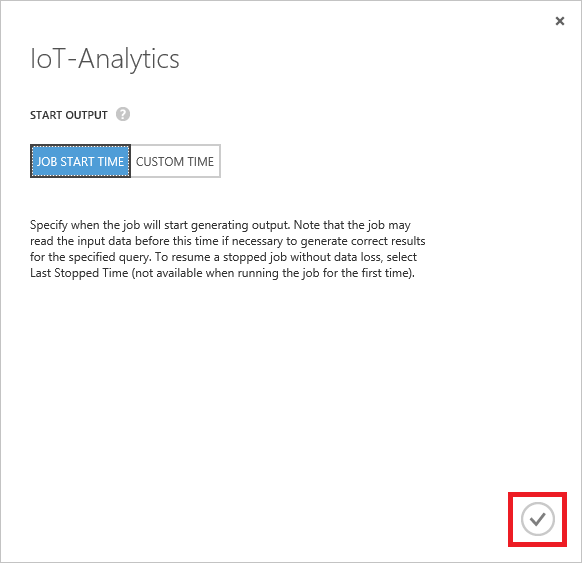 IoT-Analytics
START OUTPUT ?
JOB START TIME CUSTOM TIME
Specify when the job will start generating output. Note that the job may
read the input data before this time if necessary to generate correct results
for the specified query. To resume a stopped job without data loss, select
Last Stopped Time (not available when running the job for the first time).